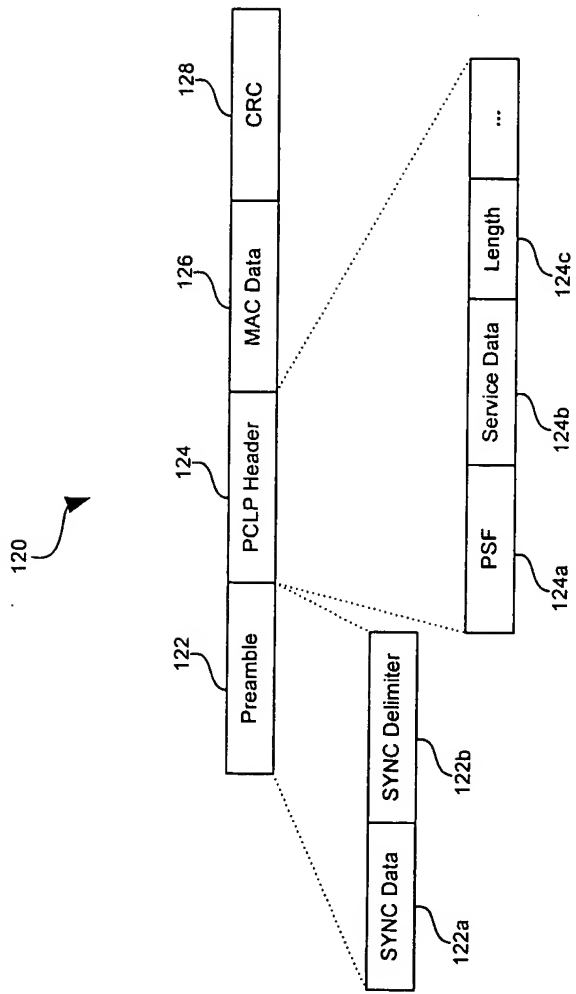 120
122 124 126 128
Preamble PCLP Header MAC Data CRC
SYNC Data SYNC Delimiter
122a 122b
PSF Service Data Length ...
124a 124b 124c